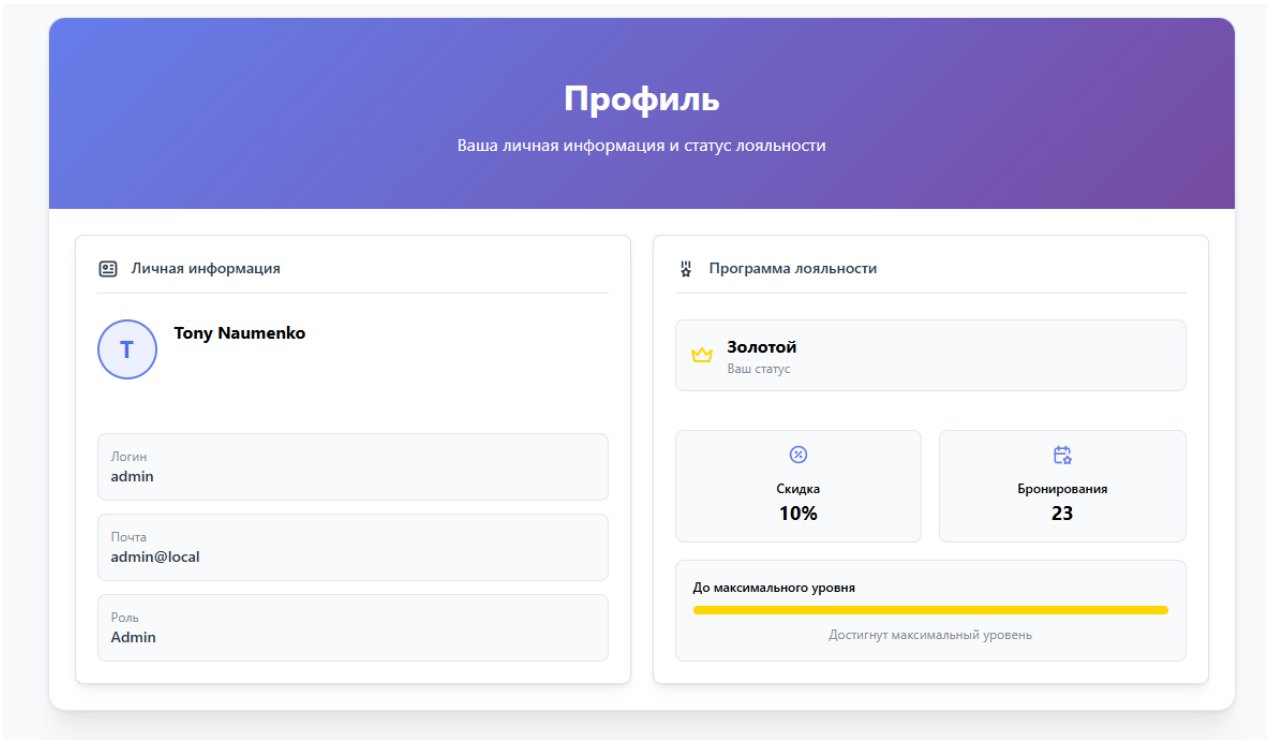 Профиль
Ваша личная информация и статус лояльности
Личная информация
T
Tony Naumenko
Логин
admin
Почта
admin@local
Роль
Admin
Программа лояльности
Золотой
Ваш статус
Скидка
10%
Бронирования
23
До максимального уровня
Достигнут максимальный уровень